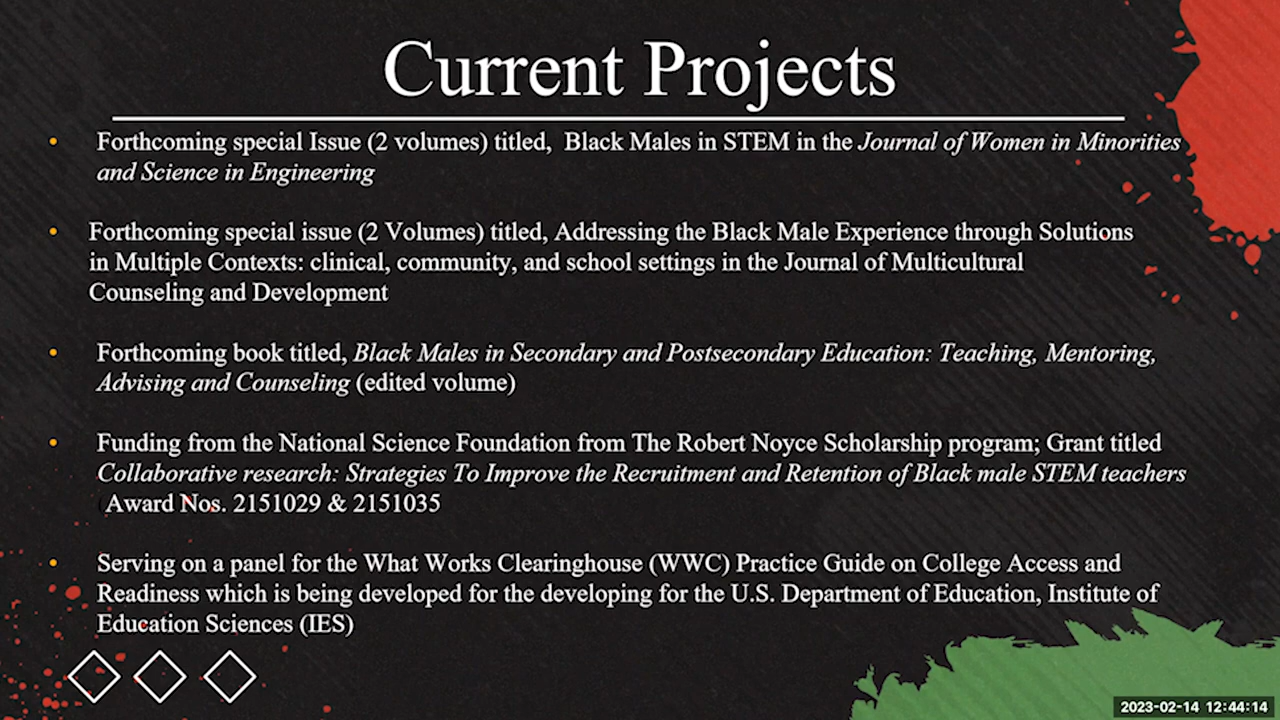 Current Projects
• Forthcoming special Issue (2 volumes) titled, Black Males in STEM in the Journal of Women in Minorities
and Science in Engineering
• Forthcoming special issue (2 Volumes) titled, Addressing the Black Male Experience through Solutions
in Multiple Contexts: clinical, community, and school settings in the Journal of Multicultural
Counseling and Development
• Forthcoming book titled, Black Males in Secondary and Postsecondary Education: Teaching, Mentoring,
Advising and Counseling (edited volume)
• Funding from the National Science Foundation from The Robert Noyce Scholarship program; Grant titled
Collaborative research: Strategies To Improve the Recruitment and Retention of Black male STEM teachers
Award Nos. 2151029 & 2151035
• Serving on a panel for the What Works Clearinghouse (WWC) Practice Guide on College Access and
Readiness which is being developed for the developing for the U.S. Department of Education, Institute of
Education Sciences (IES)
2023-02-14 12:44:14